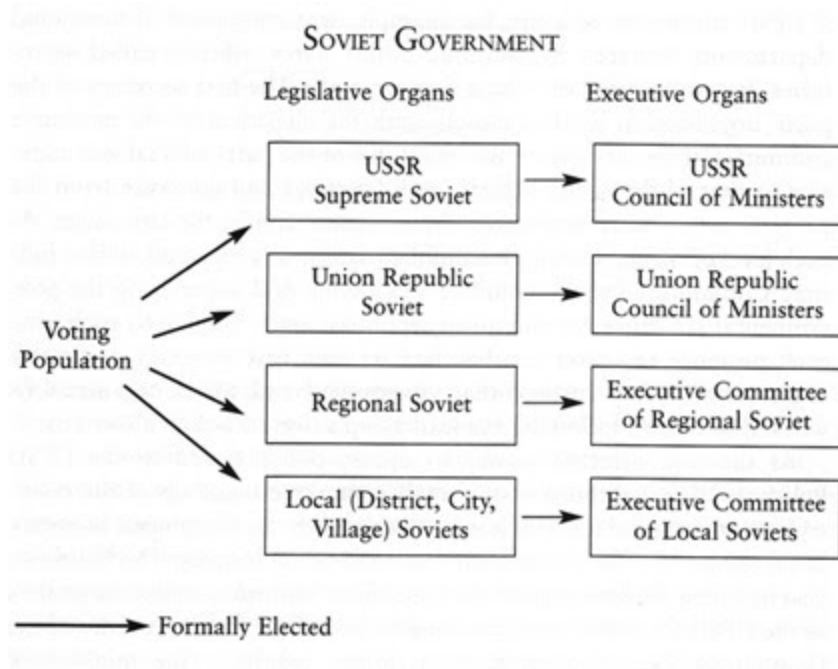 SOVIET GOVERNMENT
Legislative Organs
Executive Organs
USSR
Supreme Soviet
USSR
Council of Ministers
Union Republic
Soviet
Union Republic
Council of Ministers
Voting
Population
Regional Soviet
Executive Committee
of Regional Soviet
Local (District, City,
Village) Soviets
Executive Committee
of Local Soviets
Formally Elected